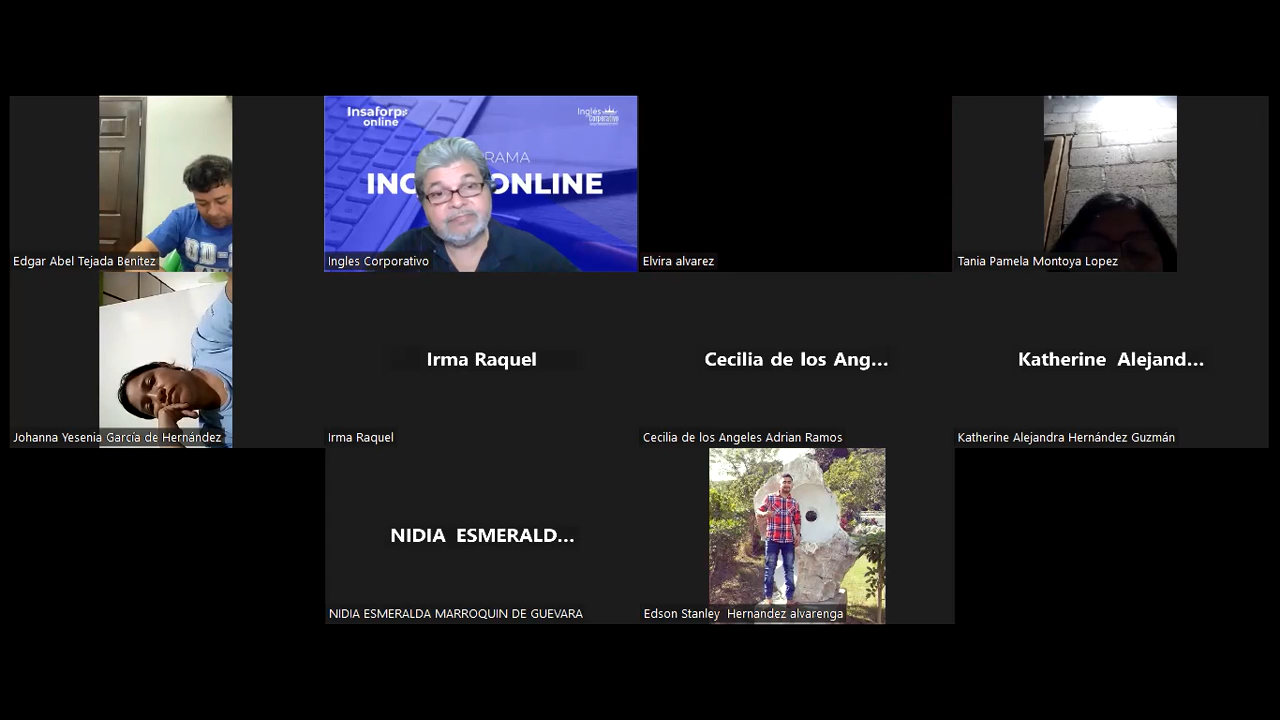 Insaforp
online
Inglés
Corporativo
RAMA
ING ONLINE
Edgar Abel Tejada Benitez
Ingles Corporativo
Elvira alvarez
Tania Pamela Montoya Lopez
Irma Raquel
Cecilia de los Ang...
Katherine Alejand...
Johanna Yesenia García de Hernández
Irma Raquel
Cecilia de los Angeles Adrian Ramos
Katherine Alejandra Hernández Guzmán
NIDIA ESMERALD...
NIDIA ESMERALDA MARROQUIN DE GUEVARA
Edson Stanley Hernandez alvarenga